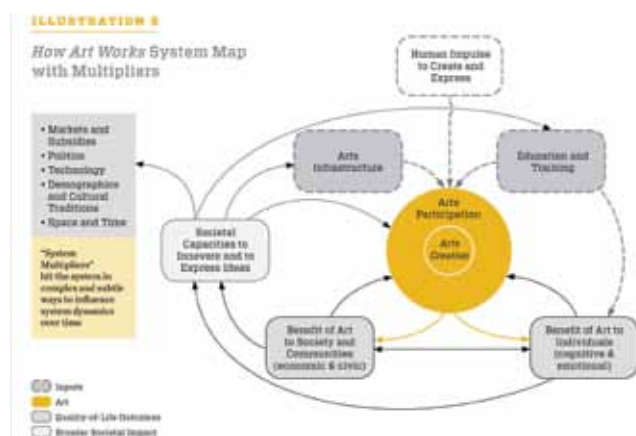 ILLUSTRATION 2
How Art Works System Map
with Multipliers
Human Impulse
to Create and
Express
• Markets and
Subsidies
• Politics
• Technology
• Demographics
and Cultural
Traditions
• Space and Time
"System
Multipliers"
hit the system in
complex and subtle
ways to influence
system dynamics
over time
Arts
Infrastructure
Education and
Training
Societal
Capacities to
Innovate and to
Express Ideas
Arts
Participation
Arts
Creation
Benefit of Art
to Society and
Communities
(economic & civic)
Benefit of Art to
Individuals
(cognitive &
emotional)
Inputs
Art
Quality-of-Life Outcomes
Broader Societal Impact